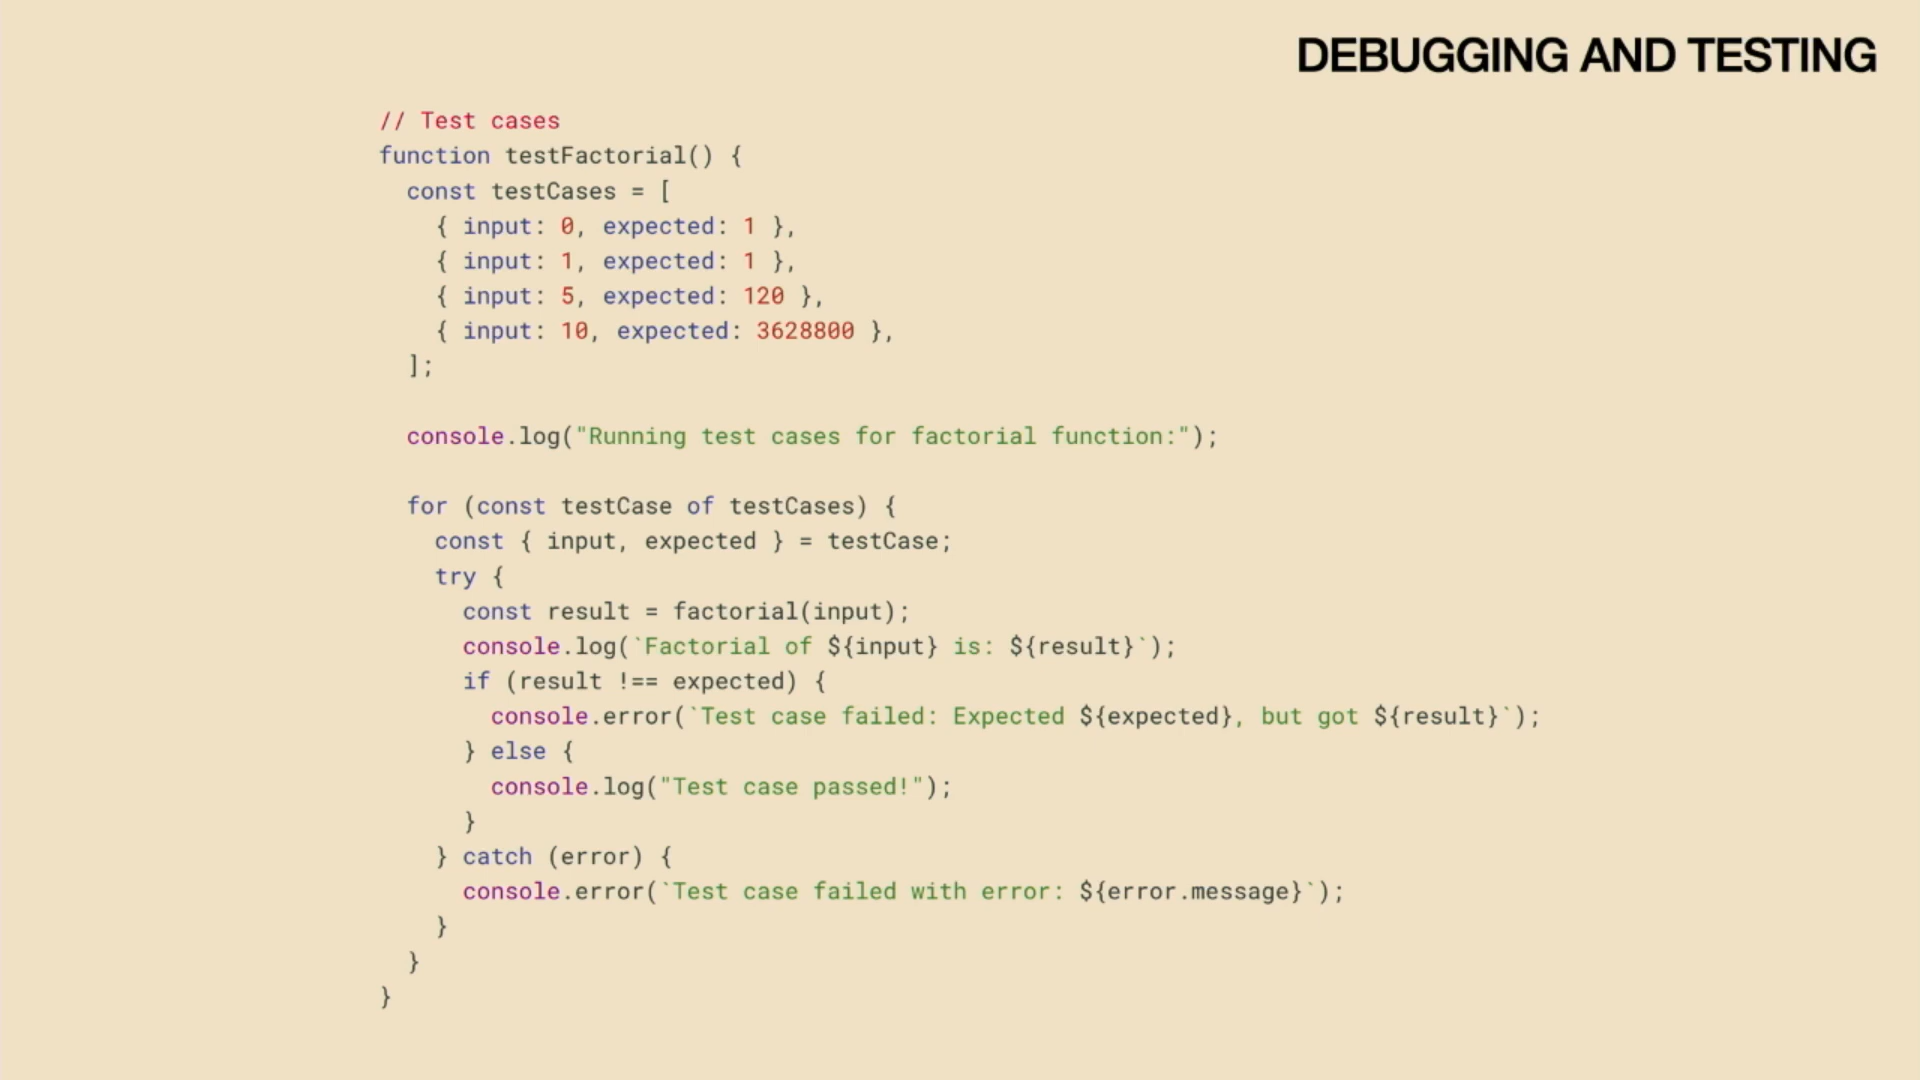 DEBUGGING AND TESTING
// Test cases
function testFactorial() {
  const testCases = [
    { input: 0, expected: 1 },
    { input: 1, expected: 1 },
    { input: 5, expected: 120 },
    { input: 10, expected: 3628800 },
  ];

  console.log("Running test cases for factorial function:");

  for (const testCase of testCases) {
    const { input, expected } = testCase;
    try {
      const result = factorial(input);
      console.log(`Factorial of ${input} is: ${result}`);
      if (result !== expected) {
        console.error(`Test case failed: Expected ${expected}, but got ${result}`);
      } else {
        console.log("Test case passed!");
      }
    } catch (error) {
      console.error(`Test case failed with error: ${error.message}`);
    }
  }
}